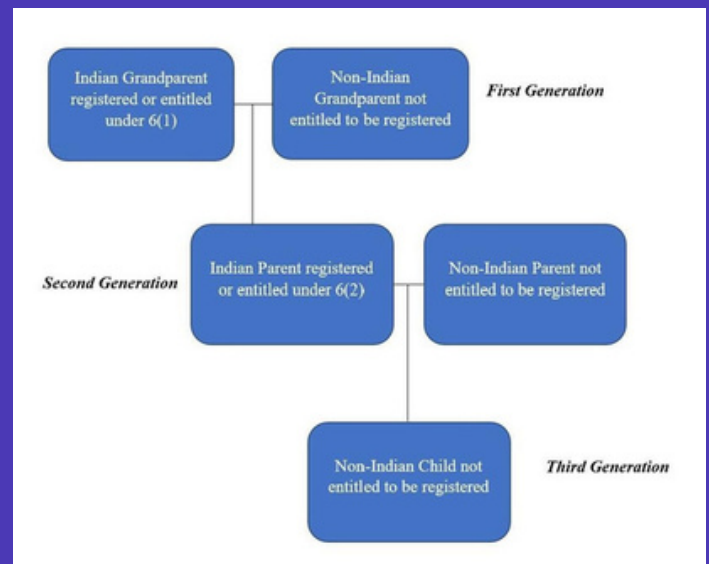 Indian Grandparent
registered or entitled
under 6(1)
Non-Indian
Grandparent not
entitled to be registered
First Generation
Second Generation
Indian Parent registered
or entitled under 6(2)
Non-Indian Parent not
entitled to be registered
Non-Indian Child not
entitled to be registered
Third Generation